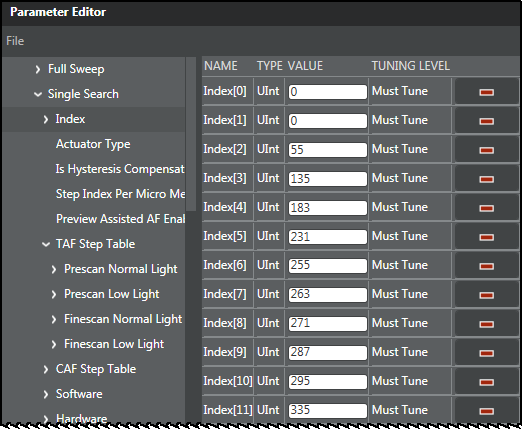 Parameter Editor
File
Full Sweep
Single Search
Index
Actuator Type
Is Hysteresis Compensat
Step Index Per Micro Me
Preview Assisted AF Enab
TAF Step Table
Prescan Normal Light
Prescan Low Light
Finescan Normal Light
Finescan Low Light
CAF Step Table
Software
Hardware
NAME TYPE VALUE TUNING LEVEL
Index[0] UInt 0 Must Tune
Index[1] UInt 0 Must Tune
Index[2] UInt 55 Must Tune
Index[3] UInt 135 Must Tune
Index[4] UInt 183 Must Tune
Index[5] UInt 231 Must Tune
Index[6] UInt 255 Must Tune
Index[7] UInt 263 Must Tune
Index[8] UInt 271 Must Tune
Index[9] UInt 287 Must Tune
Index[10] UInt 295 Must Tune
Index[11] UInt 335 Must Tune